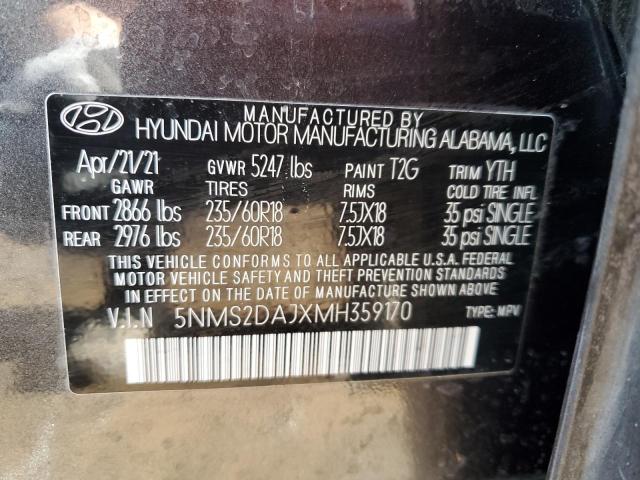 MANUFACTURED BY
HYUNDAI MOTOR MANUFACTURING ALABAMA, LLC
Apr/21/21 GVWR 5247 lbs PAINT T2G TRIM YTH
GAWR TIRES RIMS COLD TIRE INFL
FRONT 2866 lbs 235/60R18 7.5JX18 35 psi SINGLE
REAR 2976 lbs 235/60R18 7.5JX18 35 psi SINGLE
THIS VEHICLE CONFORMS TO ALL APPLICABLE U.S.A. FEDERAL
MOTOR VEHICLE SAFETY AND THEFT PREVENTION STANDARDS
IN EFFECT ON THE DATE OF MANUFACTURE SHOWN ABOVE.
V.I.N 5NMS2DAJXMH359170 TYPE: MPV